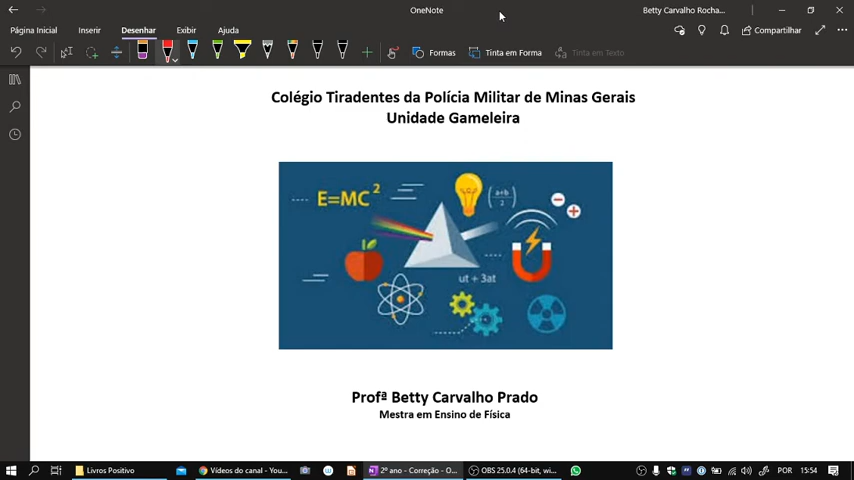 OneNote
Betty Carvalho Rocha...
Página Inicial Inserir Desenhar Exibir Ajuda
Compartilhar
Formas Tinta em Forma Tinta em Texto
Colégio Tiradentes da Polícia Militar de Minas Gerais
Unidade Gameleira
E=MC²
a+b
2
ut + 3at
Profª Betty Carvalho Prado
Mestra em Ensino de Física
Livros Positivo Vídeos do canal - You... 2º ano - Correção - O... OBS 25.0.4 (64-bit, wi... POR 15:54